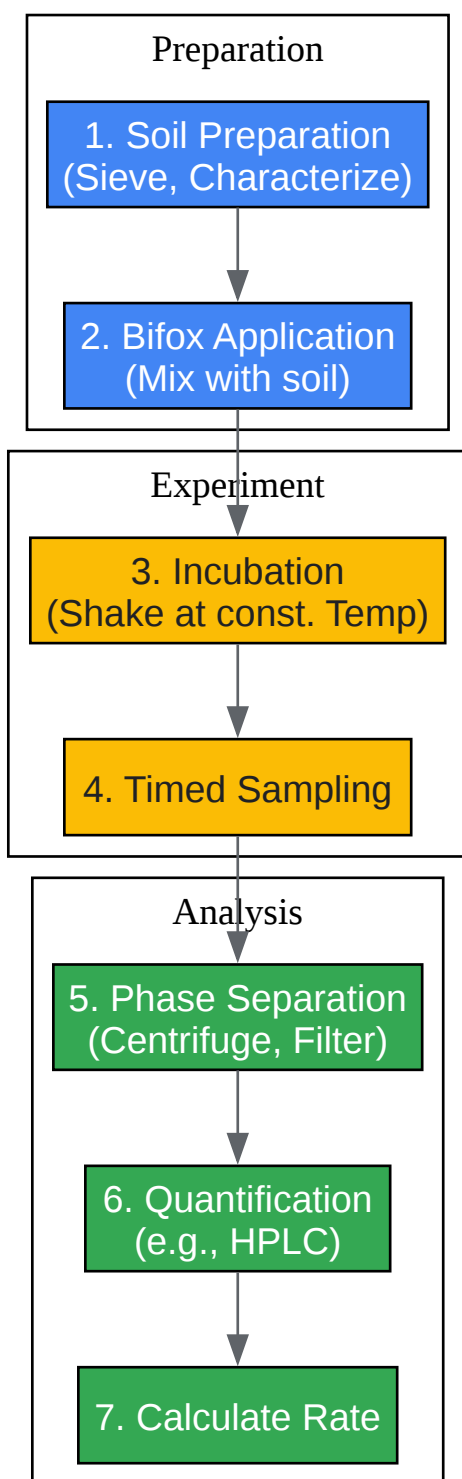 Preparation
1. Soil Preparation
(Sieve, Characterize)
2. Bifox Application
(Mix with soil)
Experiment
3. Incubation
(Shake at const. Temp)
4. Timed Sampling
Analysis
5. Phase Separation
(Centrifuge, Filter)
6. Quantification
(e.g., HPLC)
7. Calculate Rate